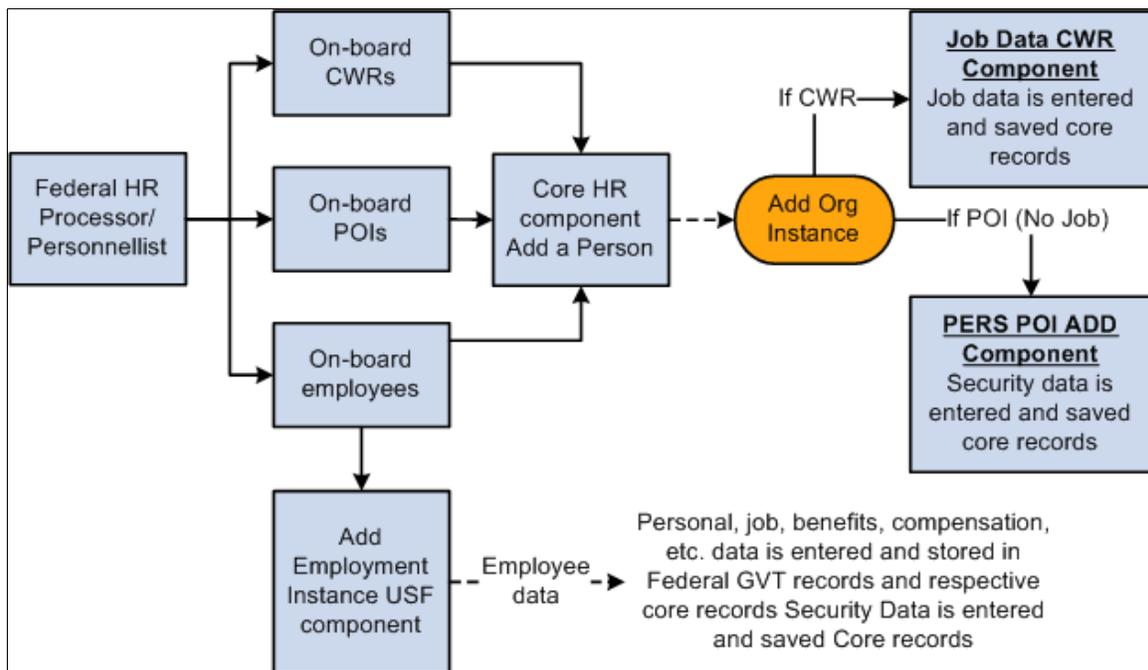 On-board
CWRs
Federal HR
Processor/
Personnellist
On-board
POIs
On-board
employees
Core HR
component
Add a Person
Add Org
Instance
If CWR
Job Data CWR
Component
Job data is entered
and saved core
records
If POI (No Job)
PERS POI ADD
Component
Security data is
entered and saved
core records
Add
Employment
Instance USF
component
Employee
data
Personal, job, benefits, compensation,
etc. data is entered and stored in
Federal GVT records and respective
core records Security Data is entered
and saved Core records